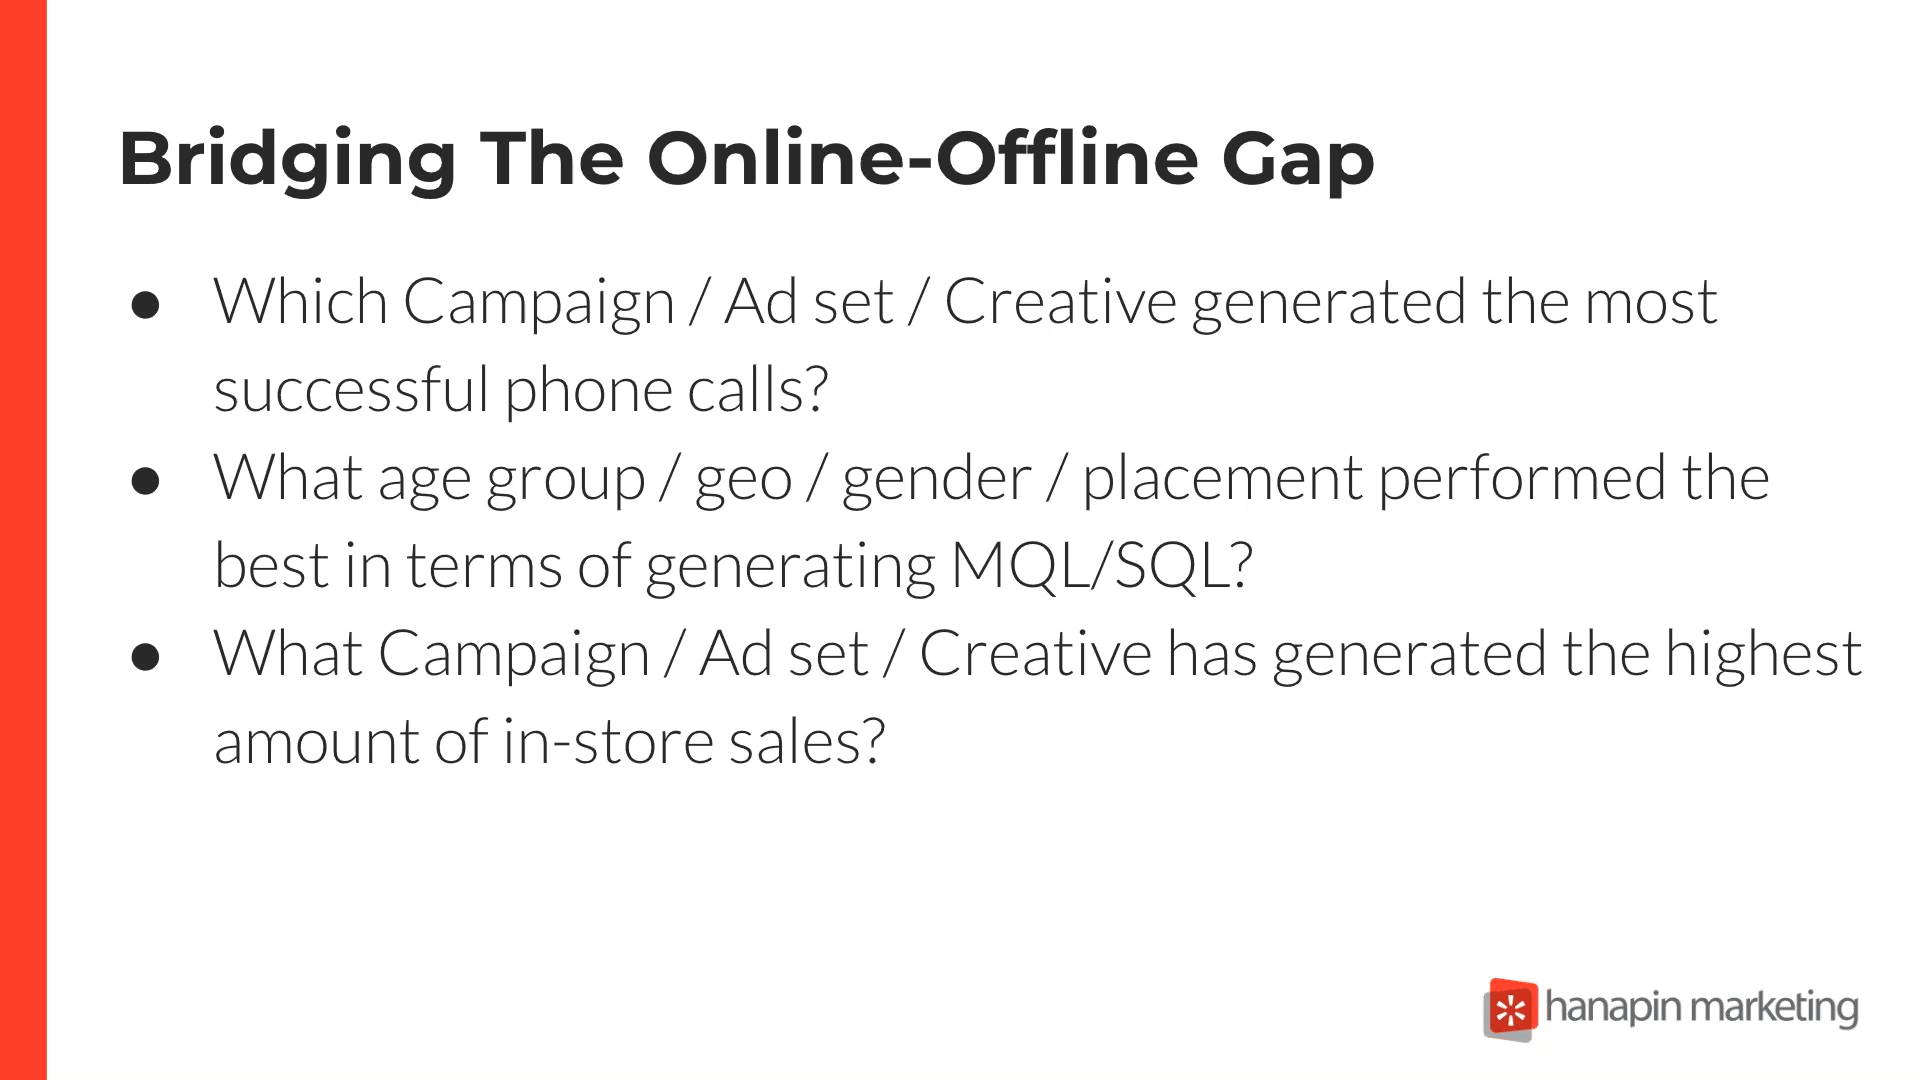 Bridging The Online-Offline Gap
● Which Campaign / Ad set / Creative generated the most
successful phone calls?
● What age group / geo / gender / placement performed the
best in terms of generating MQL/SQL?
● What Campaign / Ad set / Creative has generated the highest
amount of in-store sales?
hanapin marketing